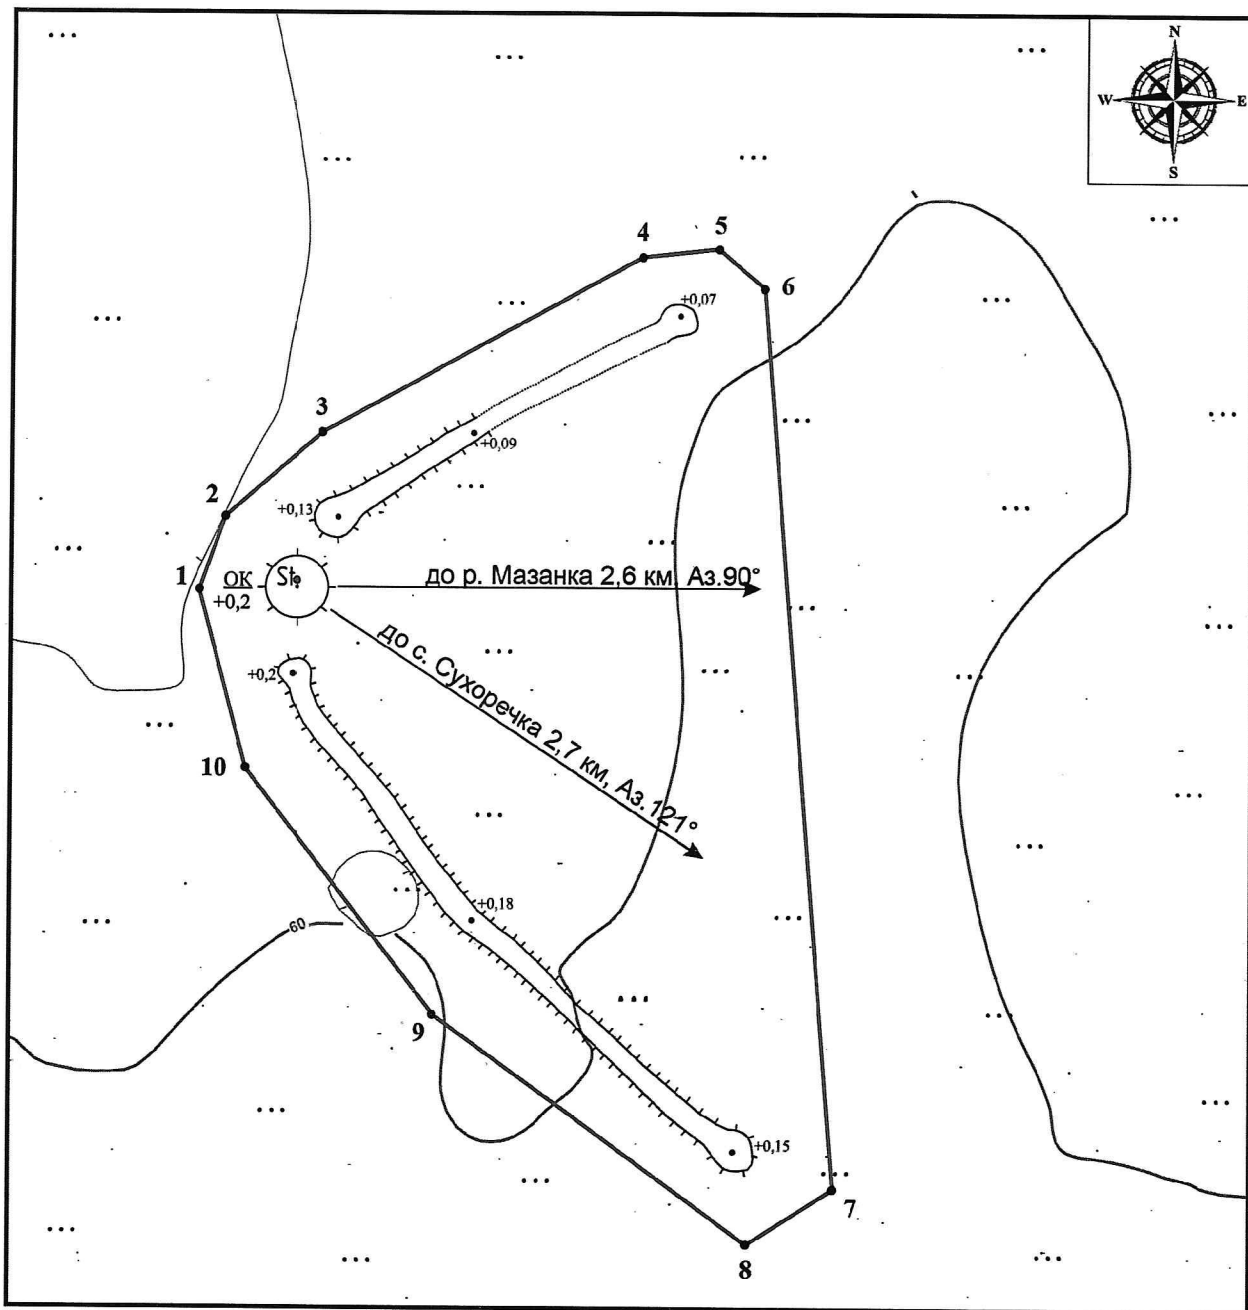 N
W E
S
4
5
6
+0,07
3
+0,09
2
+0,13
1
ОК
+0,2
St
до р. Мазанка 2,6 км, Аз.90°
до с. Сухоречка 2,7 км, Аз.121°
+0,2
10
+0,18
60
9
+0,15
7
8